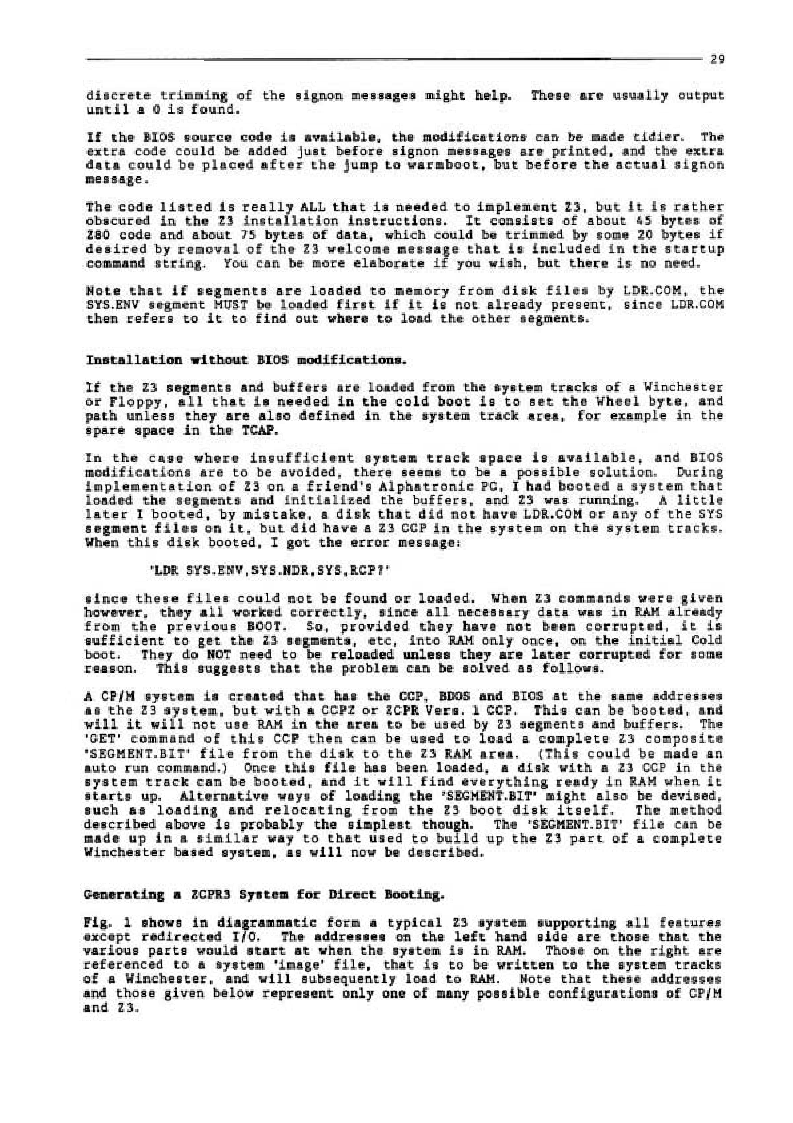 29
discrete trimming of the signon messages might help. These are usually output
until a 0 is found.
If the BIOS source code is available, the modifications can be made tidier. The
extra code could be added just before signon messages are printed, and the extra
data could be placed after the jump to warmboot, but before the actual signon
message.
The code listed is really ALL that is needed to implement Z3, but it is rather
obscured in the Z3 installation instructions. It consists of about 45 bytes of
Z80 code and about 75 bytes of data, which could be trimmed by some 20 bytes if
desired by removal of the Z3 welcome message that is included in the startup
command string. You can be more elaborate if you wish, but there is no need.
Note that if segments are loaded to memory from disk files by LDR.COM, the
SYS.ENV segment MUST be loaded first if it is not already present, since LDR.COM
then refers to it to find out where to load the other segments.
Installation without BIOS modifications.
If the Z3 segments and buffers are loaded from the system tracks of a Winchester
or Floppy, all that is needed in the cold boot is to set the Wheel byte, and
path unless they are also defined in the system track area, for example in the
spare space in the TCAP.
In the case where insufficient system track space is available, and BIOS
modifications are to be avoided, there seems to be a possible solution. During
implementation of Z3 on a friend's Alphatronic PC, I had booted a system that
loaded the segments and initialized the buffers, and Z3 was running. A little
later I booted, by mistake, a disk that did not have LDR.COM or any of the SYS
segment files on it, but did have a Z3 CCP in the system on the system tracks.
When this disk booted, I got the error message:
'LDR SYS.ENV,SYS.NDR,SYS,RCP?'
since these files could not be found or loaded. When Z3 commands were given
however, they all worked correctly, since all necessary data was in RAM already
from the previous BOOT. So, provided they have not been corrupted, it is
sufficient to get the Z3 segments, etc, into RAM only once, on the initial Cold
boot. They do NOT need to be reloaded unless they are later corrupted for some
reason. This suggests that the problem can be solved as follows.
A CP/M system is created that has the CCP, BDOS and BIOS at the same addresses
as the Z3 system, but with a CCPZ or ZCPR Vers. 1 CCP. This can be booted, and
will it will not use RAM in the area to be used by Z3 segments and buffers. The
'GET' command of this CCP then can be used to load a complete Z3 composite
'SEGMENT.BIT' file from the disk to the Z3 RAM area. (This could be made an
auto run command.) Once this file has been loaded, a disk with a Z3 CCP in the
system track can be booted, and it will find everything ready in RAM when it
starts up. Alternative ways of loading the 'SEGMENT.BIT' might also be devised,
such as loading and relocating from the Z3 boot disk itself. The method
described above is probably the simplest though. The 'SEGMENT.BIT' file can be
made up in a similar way to that used to build up the Z3 part of a complete
Winchester based system, as will now be described.
Generating a ZCPR3 System for Direct Booting.
Fig. 1 shows in diagrammatic form a typical Z3 system supporting all features
except redirected I/O. The addresses on the left hand side are those that the
various parts would start at when the system is in RAM. Those on the right are
referenced to a system 'image' file, that is to be written to the system tracks
of a Winchester, and will subsequently load to RAM. Note that these addresses
and those given below represent only one of many possible configurations of CP/M
and Z3.